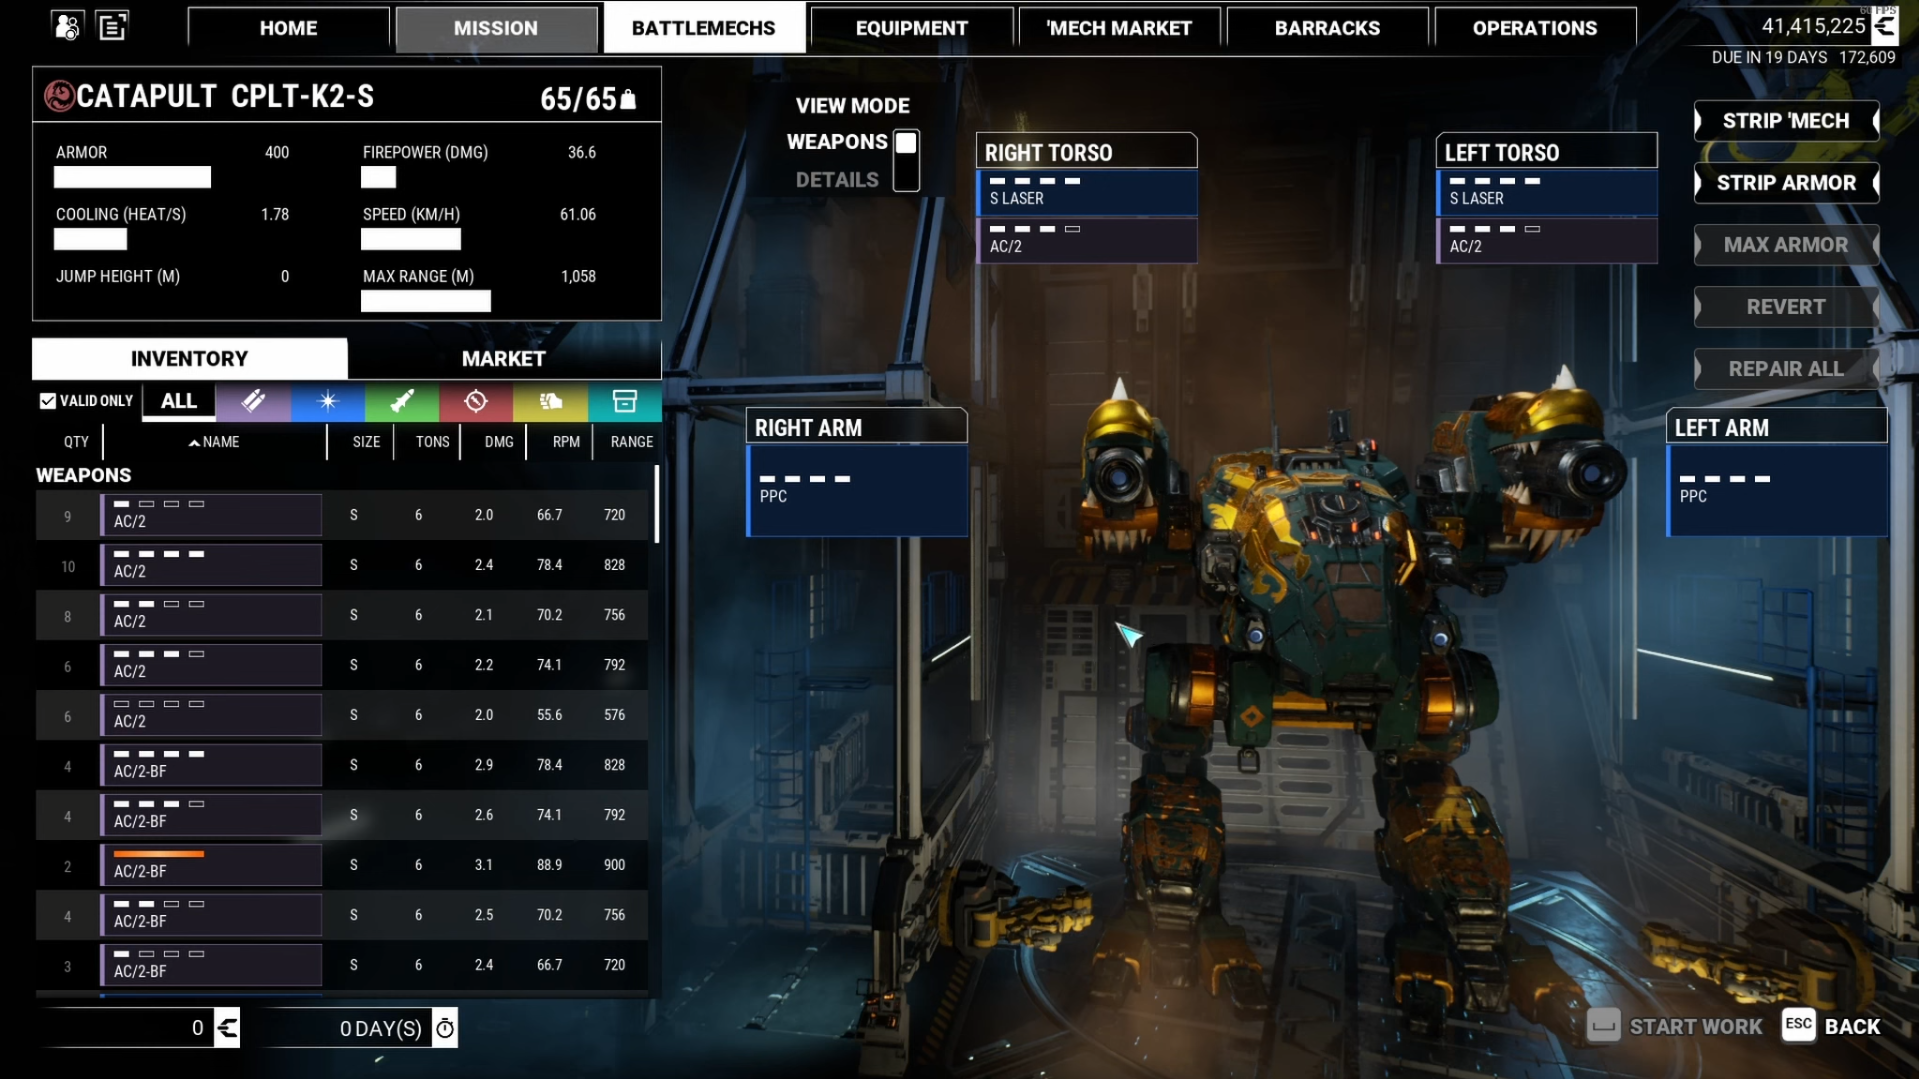 HOME
MISSION
BATTLEMECHS
EQUIPMENT
'MECH MARKET
BARRACKS
OPERATIONS
60 FPS
41,415,225
DUE IN 19 DAYS 172,609
CATAPULT CPLT-K2-S
65/65
ARMOR 400
FIREPOWER (DMG) 36.6
COOLING (HEAT/S) 1.78
SPEED (KM/H) 61.06
JUMP HEIGHT (M) 0
MAX RANGE (M) 1,058
VIEW MODE
WEAPONS
DETAILS
RIGHT TORSO
S LASER
AC/2
LEFT TORSO
S LASER
AC/2
STRIP 'MECH
STRIP ARMOR
MAX ARMOR
REVERT
REPAIR ALL
RIGHT ARM
PPC
LEFT ARM
PPC
INVENTORY
MARKET
VALID ONLY
ALL
QTY NAME SIZE TONS DMG RPM RANGE
WEAPONS
9 AC/2 S 6 2.0 66.7 720
10 AC/2 S 6 2.4 78.4 828
8 AC/2 S 6 2.1 70.2 756
6 AC/2 S 6 2.2 74.1 792
6 AC/2 S 6 2.0 55.6 576
4 AC/2-BF S 6 2.9 78.4 828
4 AC/2-BF S 6 2.6 74.1 792
2 AC/2-BF S 6 3.1 88.9 900
4 AC/2-BF S 6 2.5 70.2 756
3 AC/2-BF S 6 2.4 66.7 720
0
0 DAY(S)
START WORK
ESC BACK